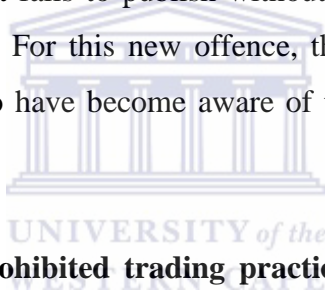 fails to publish without
For this new offence, th
have become aware of
UNIVERSITY of the
ohibited trading practic
WESTERN CAPE